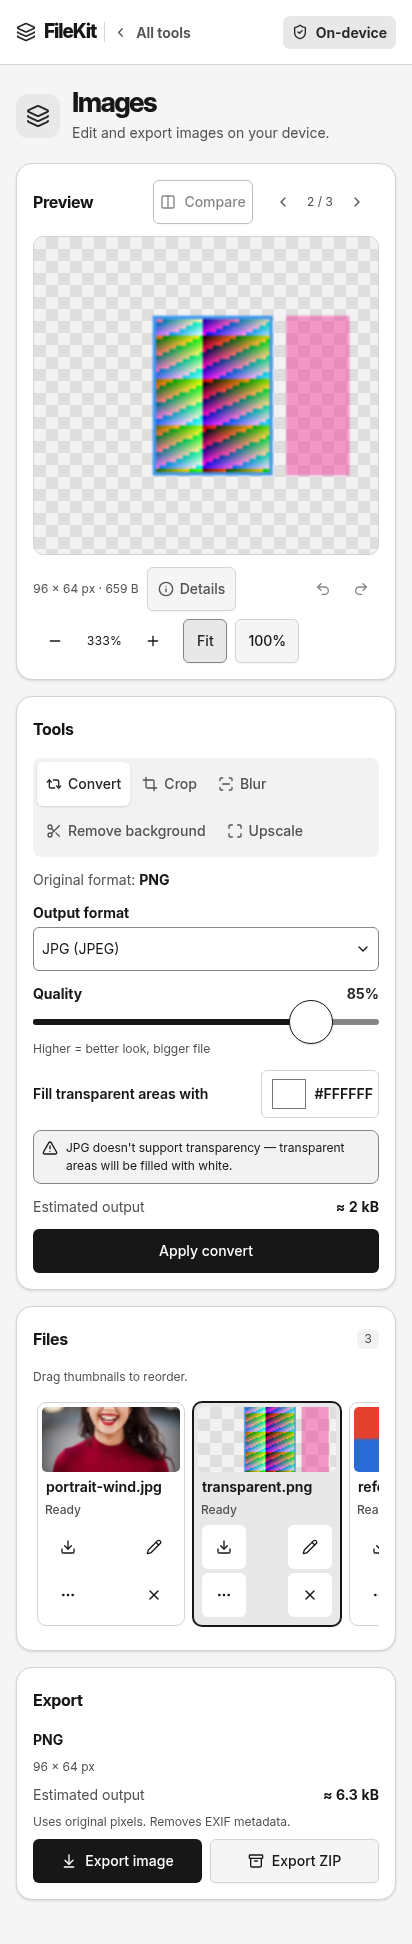 FileKit
All tools
On-device
Images
Edit and export images on your device.
Preview
Compare
2 / 3
96 × 64 px · 659 B
Details
333%
Fit
100%
Tools
Convert
Crop
Blur
Remove background
Upscale
Original format: PNG
Output format
JPG (JPEG)
Quality
85%
Higher = better look, bigger file
Fill transparent areas with
#FFFFFF
JPG doesn't support transparency — transparent
areas will be filled with white.
Estimated output
≈ 2 kB
Apply convert
Files
3
Drag thumbnails to reorder.
portrait-wind.jpg
Ready
transparent.png
Ready
Export
PNG
96 × 64 px
Estimated output
≈ 6.3 kB
Uses original pixels. Removes EXIF metadata.
Export image
Export ZIP